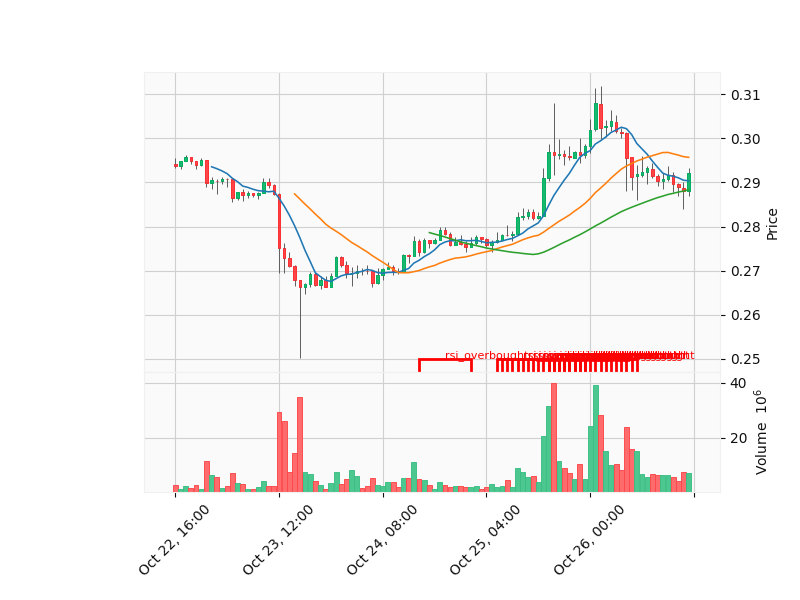 0.31
0.30
0.29
0.28
0.27
0.26
0.25
Price
rsi_overbought
40
20
Volume 10^6
Oct 22, 16:00
Oct 23, 12:00
Oct 24, 08:00
Oct 25, 04:00
Oct 26, 00:00